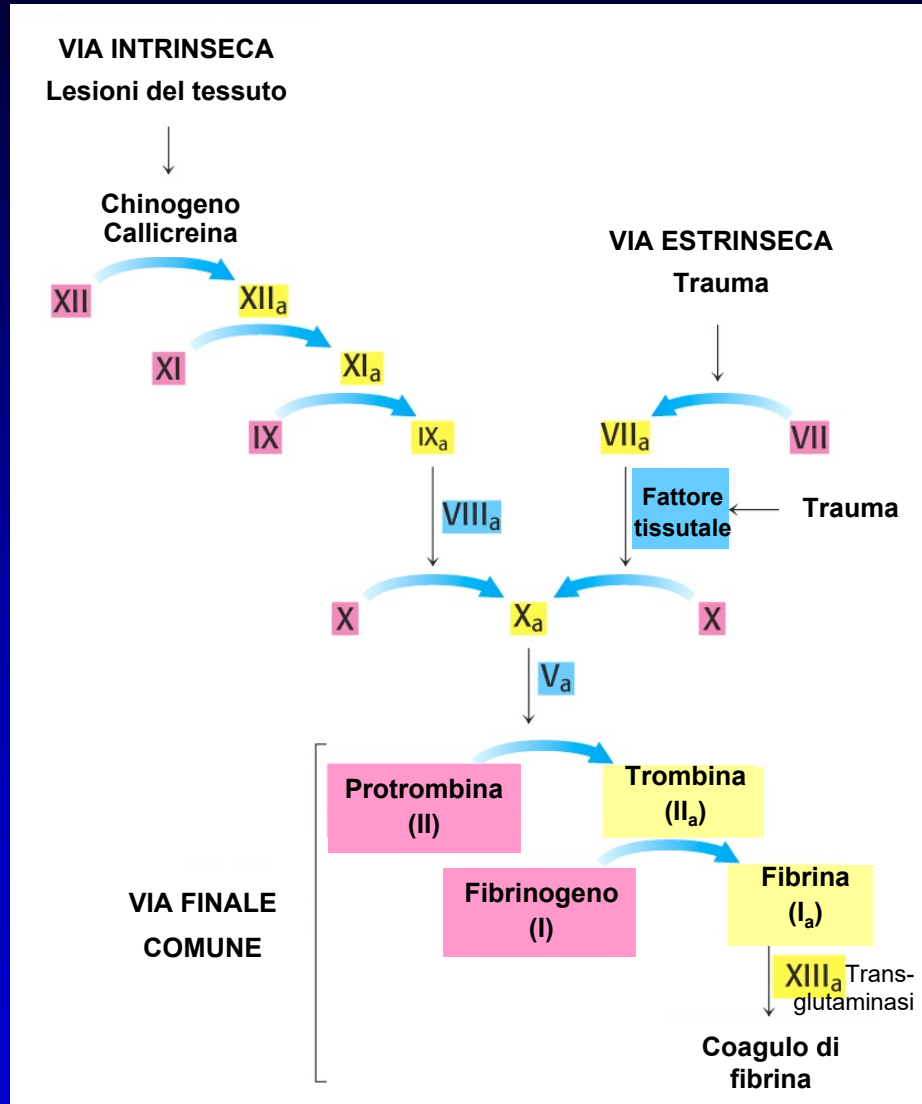 VIA INTRINSECA
Lesioni del tessuto
Chinogeno
Callicreina
XII
XIIa
XI
XIa
IX
IXa
VIIIa
VIA ESTRINSECA
Trauma
VIIa
VII
Fattore
tissutale
Trauma
X
Xa
X
Va
Protrombina
(II)
Trombina
(IIa)
Fibrinogeno
(I)
Fibrina
(Ia)
VIA FINALE
COMUNE
XIIIa Trans-
glutaminasi
Coagulo di
fibrina